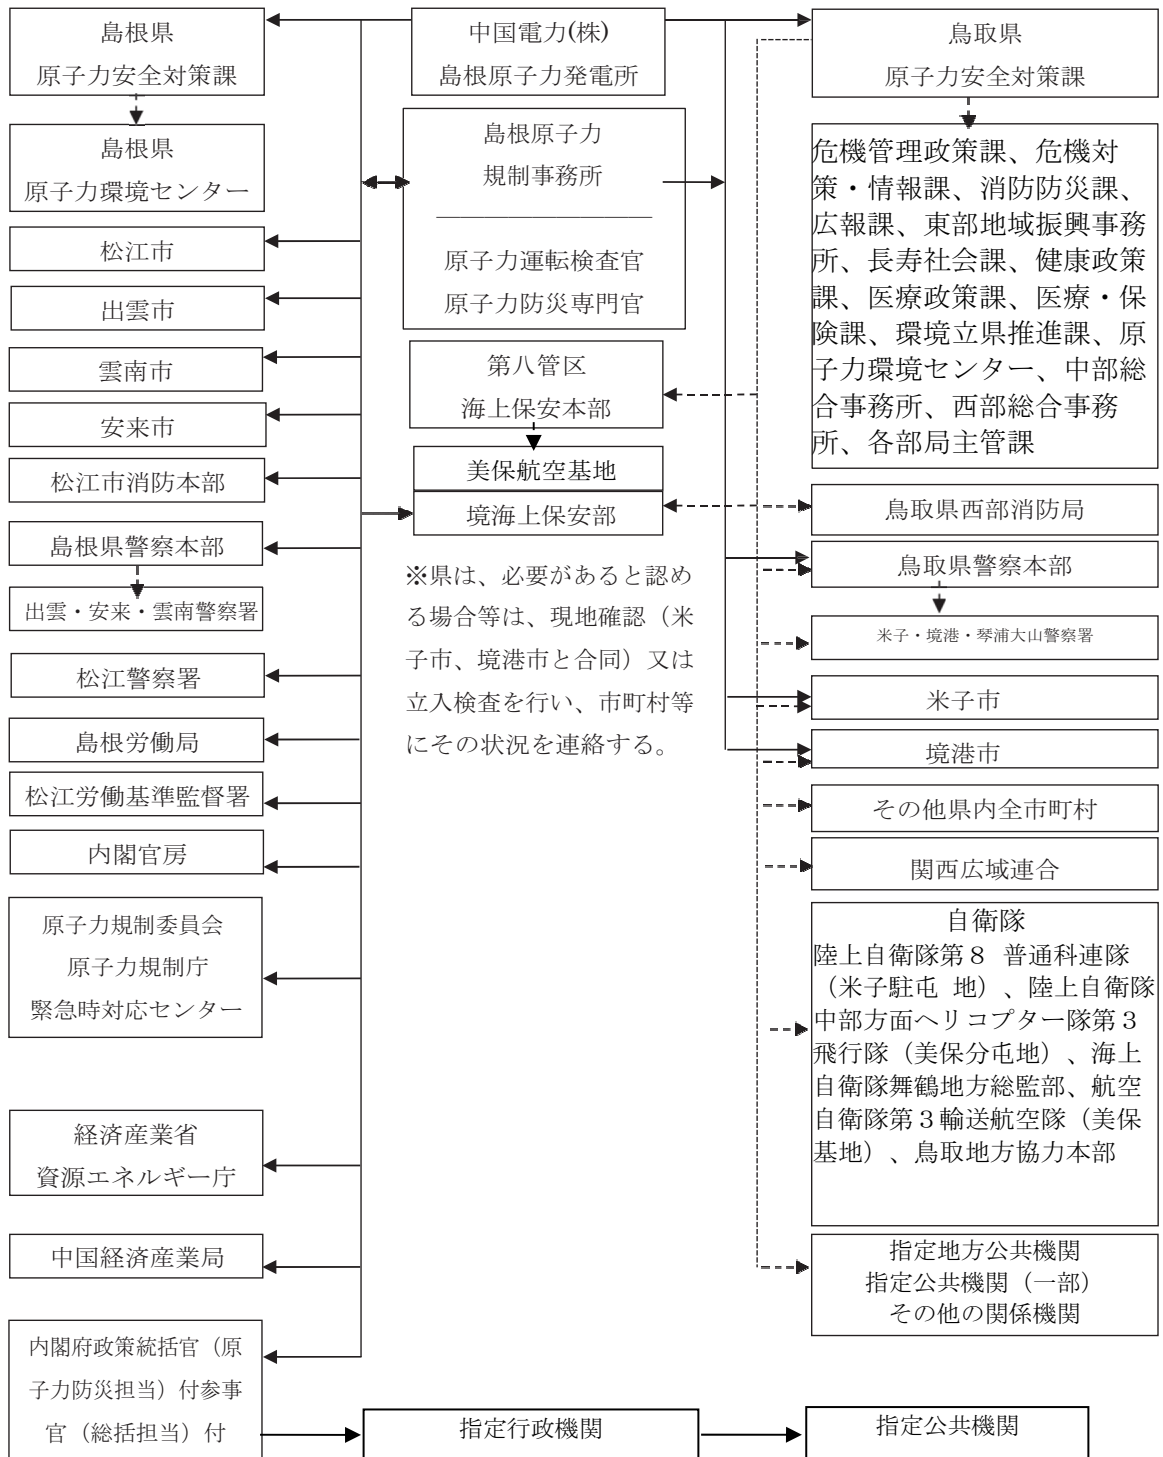 島根県
原子力安全対策課
島根県
原子力環境センター
松江市
出雲市
雲南市
安来市
松江市消防本部
島根県警察本部
出雲・安来・雲南警察署
松江警察署
島根労働局
松江労働基準監督署
内閣官房
原子力規制委員会
原子力規制庁
緊急時対応センター
経済産業省
資源エネルギー庁
中国経済産業局
内閣府政策統括官（原
子力防災担当）付参事
官（総括担当）付
中国電力(株)
島根原子力発電所
島根原子力
規制事務所
原子力運転検査官
原子力防災専門官
第八管区
海上保安本部
美保航空基地
境海上保安部
※県は、必要があると認め
る場合等は、現地確認（米
子市、境港市と合同）又は
立入検査を行い、市町村等
にその状況を連絡する。
指定行政機関
鳥取県
原子力安全対策課
危機管理政策課、危機対
策・情報課、消防防災課、
広報課、東部地域振興事務
所、長寿社会課、健康政策
課、医療政策課、医療・保
険課、環境立県推進課、原
子力環境センター、中部総
合事務所、西部総合事務
所、各部局主管課
鳥取県西部消防局
鳥取県警察本部
米子・境港・琴浦大山警察署
米子市
境港市
その他県内全市町村
関西広域連合
自衛隊
陸上自衛隊第８ 普通科連隊
（米子駐屯 地）、陸上自衛隊
中部方面ヘリコプター隊第３
飛行隊（美保分屯地）、海上
自衛隊舞鶴地方総監部、航空
自衛隊第３輸送航空隊（美保
基地）、鳥取地方協力本部
指定地方公共機関
指定公共機関（一部）
その他の関係機関
指定公共機関